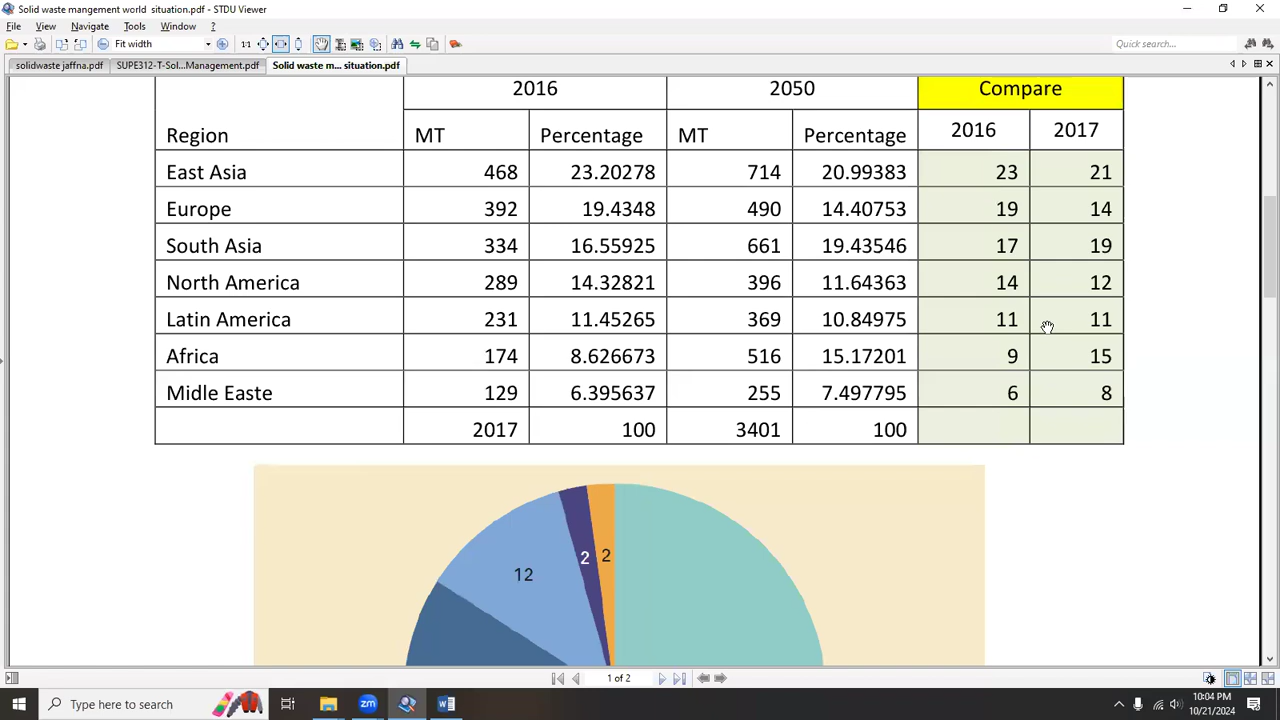 Solid waste mangement world  situation.pdf - STDU Viewer
File View Navigate Tools Window ?
Fit width 1:1 Quick search...
solidwaste jaffna.pdf SUPE312-T-Sol...Management.pdf Solid waste m... situation.pdf
2016 2050 Compare
Region MT Percentage MT Percentage 2016 2017
East Asia 468 23.20278 714 20.99383 23 21
Europe 392 19.4348 490 14.40753 19 14
South Asia 334 16.55925 661 19.43546 17 19
North America 289 14.32821 396 11.64363 14 12
Latin America 231 11.45265 369 10.84975 11 11
Africa 174 8.626673 516 15.17201 9 15
Midle Easte 129 6.395637 255 7.497795 6 8
2017 100 3401 100
12 2 2
1 of 2
Type here to search
10:04 PM
10/21/2024